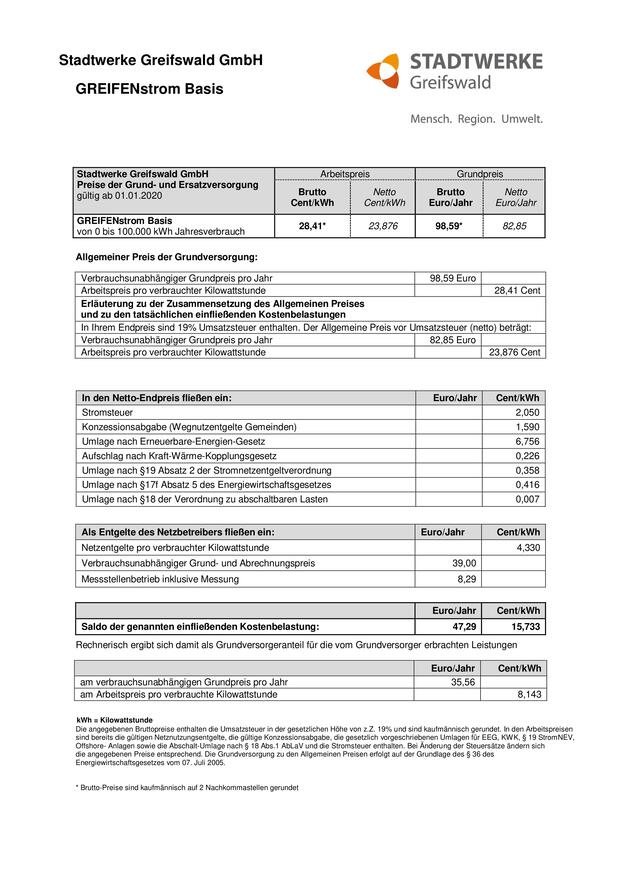 Stadtwerke Greifswald GmbH
GREIFENstrom Basis
STADTWERKE
Greifswald
Mensch. Region. Umwelt.
Stadtwerke Greifswald GmbH
Preise der Grund- und Ersatzversorgung
gültig ab 01.01.2020
Arbeitspreis Grundpreis
Brutto Cent/kWh Netto Cent/kWh Brutto Euro/Jahr Netto Euro/Jahr
GREIFENstrom Basis
von 0 bis 100.000 kWh Jahresverbrauch
28,41* 23,876 98,59* 82,85
Allgemeiner Preis der Grundversorgung:
Verbrauchsunabhängiger Grundpreis pro Jahr 98,59 Euro
Arbeitspreis pro verbrauchter Kilowattstunde 28,41 Cent
Erläuterung zu der Zusammensetzung des Allgemeinen Preises
und zu den tatsächlichen einfließenden Kostenbelastungen
In Ihrem Endpreis sind 19% Umsatzsteuer enthalten. Der Allgemeine Preis vor Umsatzsteuer (netto) beträgt:
Verbrauchsunabhängiger Grundpreis pro Jahr 82,85 Euro
Arbeitspreis pro verbrauchter Kilowattstunde 23,876 Cent
In den Netto-Endpreis fließen ein: Euro/Jahr Cent/kWh
Stromsteuer 2,050
Konzessionsabgabe (Wegnutzentgelte Gemeinden) 1,590
Umlage nach Erneuerbare-Energien-Gesetz 6,756
Aufschlag nach Kraft-Wärme-Kopplungsgesetz 0,226
Umlage nach §19 Absatz 2 der Stromnetzentgeltverordnung 0,358
Umlage nach §17f Absatz 5 des Energiewirtschaftsgesetzes 0,416
Umlage nach §18 der Verordnung zu abschaltbaren Lasten 0,007
Als Entgelte des Netzbetreibers fließen ein: Euro/Jahr Cent/kWh
Netzentgelte pro verbrauchter Kilowattstunde 4,330
Verbrauchsunabhängiger Grund- und Abrechnungspreis 39,00
Messstellenbetrieb inklusive Messung 8,29
Euro/Jahr Cent/kWh
Saldo der genannten einfließenden Kostenbelastung: 47,29 15,733
Rechnerisch ergibt sich damit als Grundversorgeranteil für die vom Grundversorger erbrachten Leistungen
Euro/Jahr Cent/kWh
am verbrauchsunabhängigen Grundpreis pro Jahr 35,56
am Arbeitspreis pro verbrauchte Kilowattstunde 8,143
kWh = Kilowattstunde
Die angegebenen Bruttopreise enthalten die Umsatzsteuer in der gesetzlichen Höhe von z.Z. 19% und sind kaufmännisch gerundet. In den Arbeitspreisen
sind bereits die gültigen Netznutzungsentgelte, die gültige Konzessionsabgabe, die gesetzlich vorgeschriebenen Umlagen für EEG, KWK, § 19 StromNEV,
Offshore- Anlagen sowie die Abschalt-Umlage nach § 18 Abs.1 AbLaV und die Stromsteuer enthalten. Bei Änderung der Steuersätze ändern sich
die angegebenen Preise entsprechend. Die Grundversorgung zu den Allgemeinen Preisen erfolgt auf der Grundlage des § 36 des
Energiewirtschaftsgesetzes vom 07. Juli 2005.
* Brutto-Preise sind kaufmännisch auf 2 Nachkommastellen gerundet